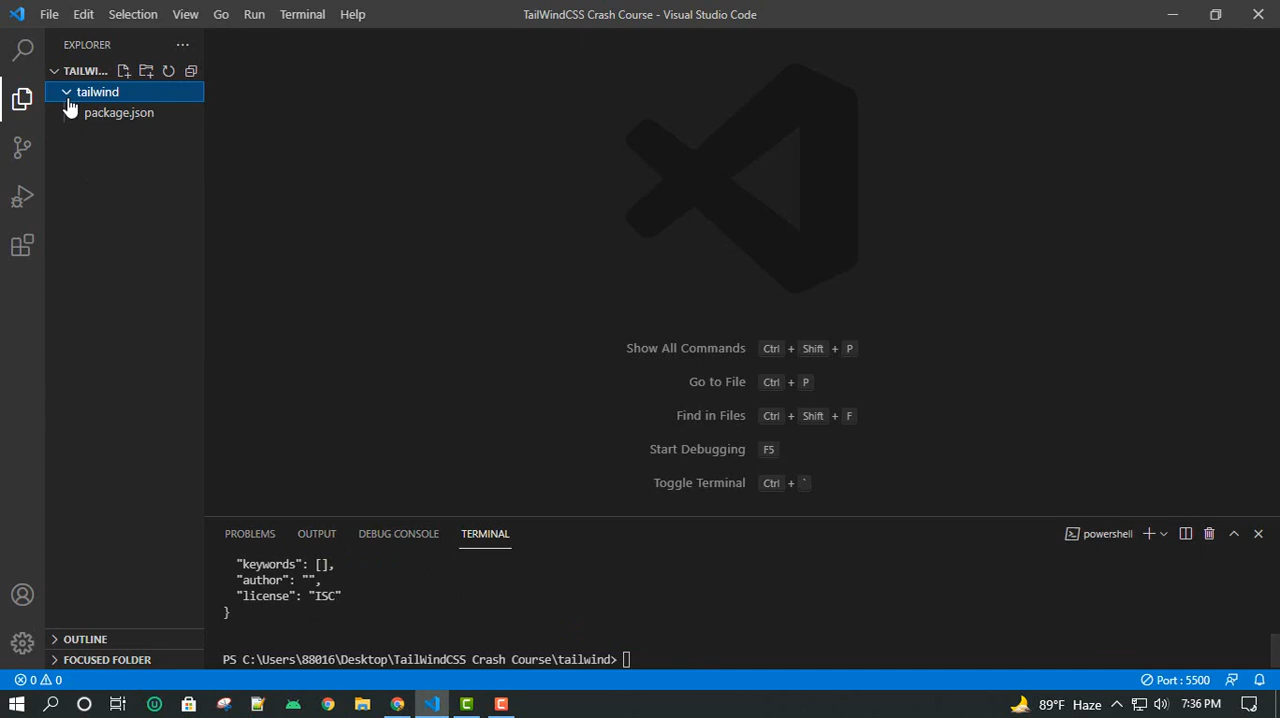 File Edit Selection View Go Run Terminal Help
TailWindCSS Crash Course - Visual Studio Code
EXPLORER
TAILWI...
tailwind
package.json
Show All Commands Ctrl + Shift + P
Go to File Ctrl + P
Find in Files Ctrl + Shift + F
Start Debugging F5
Toggle Terminal Ctrl + `
PROBLEMS OUTPUT DEBUG CONSOLE TERMINAL
powershell
"keywords": [],
"author": "",
"license": "ISC"
}
PS C:\Users\88016\Desktop\TailWindCSS Crash Course\tailwind>
OUTLINE
FOCUSED FOLDER
0 0
Port : 5500
89°F Haze
7:36 PM